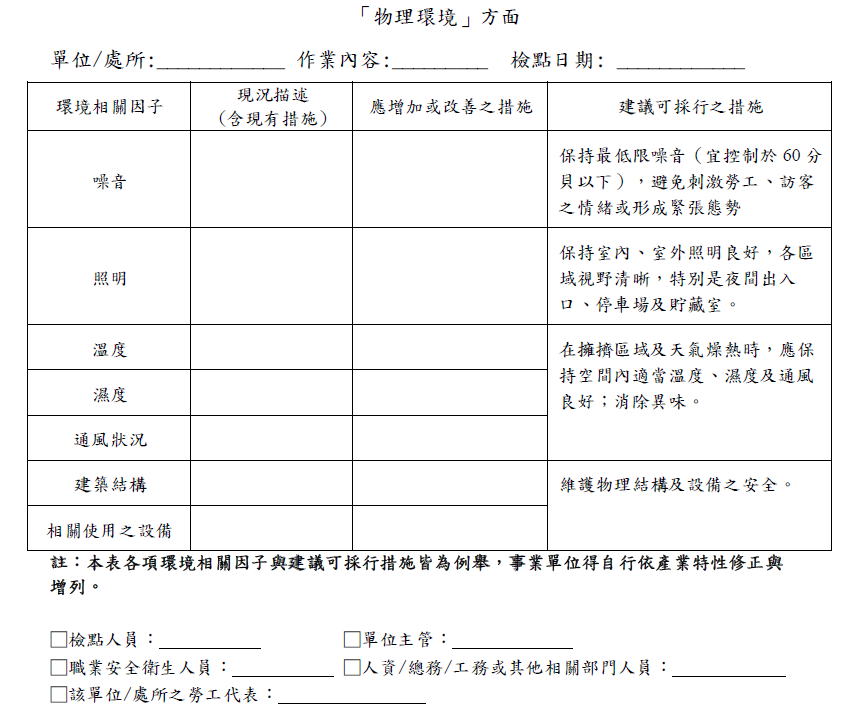 「物理環境」方面
單位/處所:____________ 作業內容:_________ 檢點日期: ____________
環境相關因子
現況描述
(含現有措施)
應增加或改善之措施
建議可採行之措施
噪音
保持最低限噪音（宜控制於 60 分
貝以下），避免刺激勞工、訪客
之情緒或形成緊張態勢
照明
保持室內、室外照明良好，各區
域視野清晰，特別是夜間出入
口、停車場及貯藏室。
溫度
在擁擠區域及天氣燥熱時，應保
持空間內適當溫度、濕度及通風
良好；消除異味。
濕度
通風狀況
建築結構
維護物理結構及設備之安全。
相關使用之設備
註：本表各項環境相關因子與建議可採行措施皆為例舉，事業單位得自行依產業特性修正與
增列。
□檢點人員：__________ □單位主管：____________
□職業安全衛生人員：__________ □人資/總務/工務或其他相關部門人員：___________
□該單位/處所之勞工代表：______________